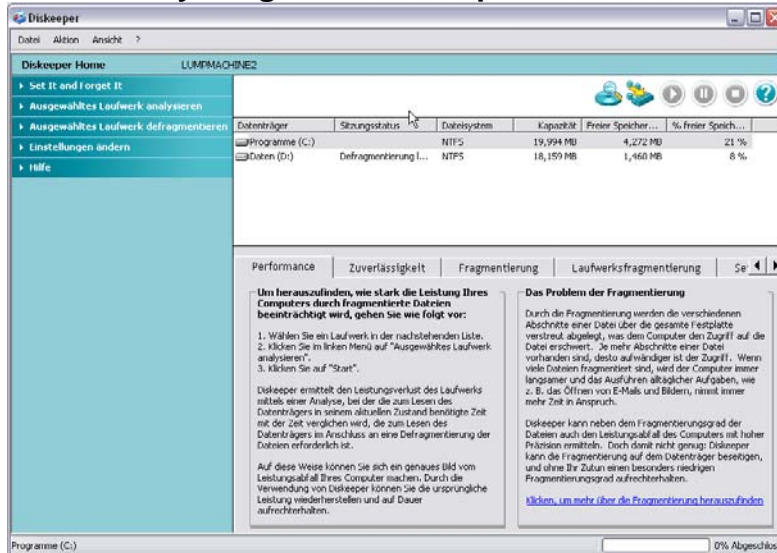 Diskeeper
Datei Aktion Ansicht ?
Diskeeper Home LUMPMACHINE2
Set It and Forget It
Ausgewähltes Laufwerk analysieren
Ausgewähltes Laufwerk defragmentieren
Einstellungen ändern
Hilfe
Datenträger Sitzungsstatus Dateisystem Kapazität Freier Speicher... % freier Speich...
Programme (C:) NTFS 19,994 MB 4,272 MB 21 %
Daten (D:) Defragmentierung l... NTFS 18,159 MB 1,460 MB 8 %
Performance Zuverlässigkeit Fragmentierung Laufwerksfragmentierung Se
Um herauszufinden, wie stark die Leistung Ihres
Computers durch fragmentierte Dateien
beeinträchtigt wird, gehen Sie wie folgt vor:
1. Wählen Sie ein Laufwerk in der nachstehenden Liste.
2. Klicken Sie im linken Menü auf "Ausgewähltes Laufwerk
analysieren".
3. Klicken Sie auf "Start".
Diskeeper ermittelt den Leistungsverlust des Laufwerks
mittels einer Analyse, bei der die zum Lesen des
Datenträgers in seinem aktuellen Zustand benötigte Zeit
mit der Zeit verglichen wird, die zum Lesen des
Datenträgers im Anschluss an eine Defragmentierung der
Dateien erforderlich ist.
Auf diese Weise können Sie sich ein genaues Bild vom
Leistungsabfall Ihres Computer machen. Durch die
Verwendung von Diskeeper können Sie die ursprüngliche
Leistung wiederherstellen und auf Dauer
aufrechterhalten.
Das Problem der Fragmentierung
Durch die Fragmentierung werden die verschiedenen
Abschnitte einer Datei über die gesamte Festplatte
verstreut abgelegt, was dem Computer den Zugriff auf die
Datei erschwert. Je mehr Abschnitte einer Datei
vorhanden sind, desto aufwändiger ist der Zugriff. Wenn
viele Dateien fragmentiert sind, wird der Computer immer
langsamer und das Ausführen alltäglicher Aufgaben, wie
z. B. das Öffnen von E-Mails und Bildern, nimmt immer
mehr Zeit in Anspruch.
Diskeeper kann neben dem Fragmentierungsgrad der
Dateien auch den Leistungsabfall des Computers mit hoher
Präzision ermitteln. Doch damit nicht genug: Diskeeper
kann die Fragmentierung auf dem Datenträger beseitigen,
und ohne Ihr Zutun einen besonders niedrigen
Fragmentierungsgrad aufrechterhalten.
Klicken, um mehr über die Fragmentierung herauszufinden
Programme (C:) 0% Abgeschlos